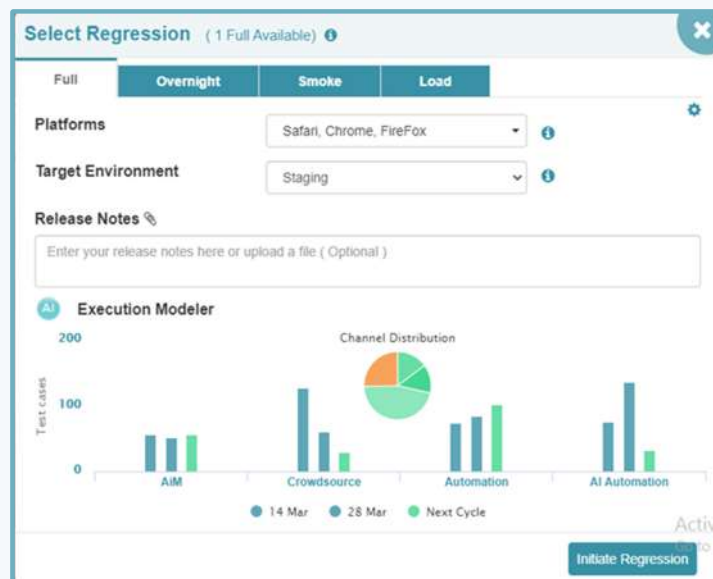 Select Regression ( 1 Full Available)
Full Overnight Smoke Load
Platforms Safari, Chrome, FireFox
Target Environment Staging
Release Notes
Enter your release notes here or upload a file ( Optional )
AI Execution Modeler
200
Channel Distribution
Test cases
100
0
AiM Crowdsource Automation AI Automation
14 Mar 28 Mar Next Cycle
Activ
Go to
Initiate Regression